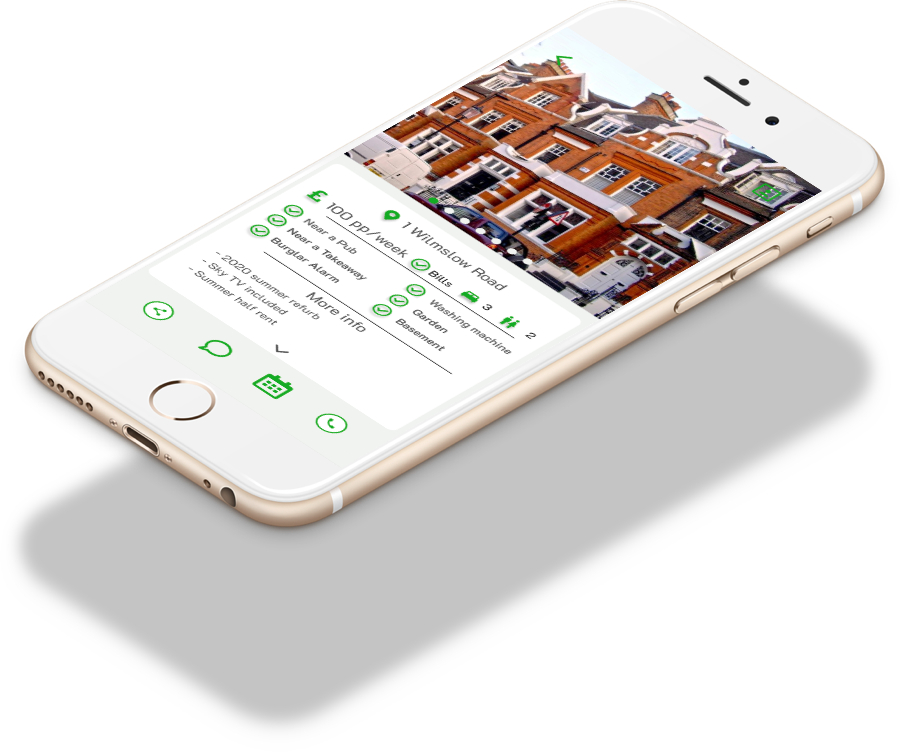 1 Wilmslow Road
£ 100 pp/week
Bills
3
2
Near a Pub
Near a Takeaway
Burglar Alarm
Washing machine
Garden
Basement
More info
- 2020 summer refurb
- Sky TV included
- Summer half rent